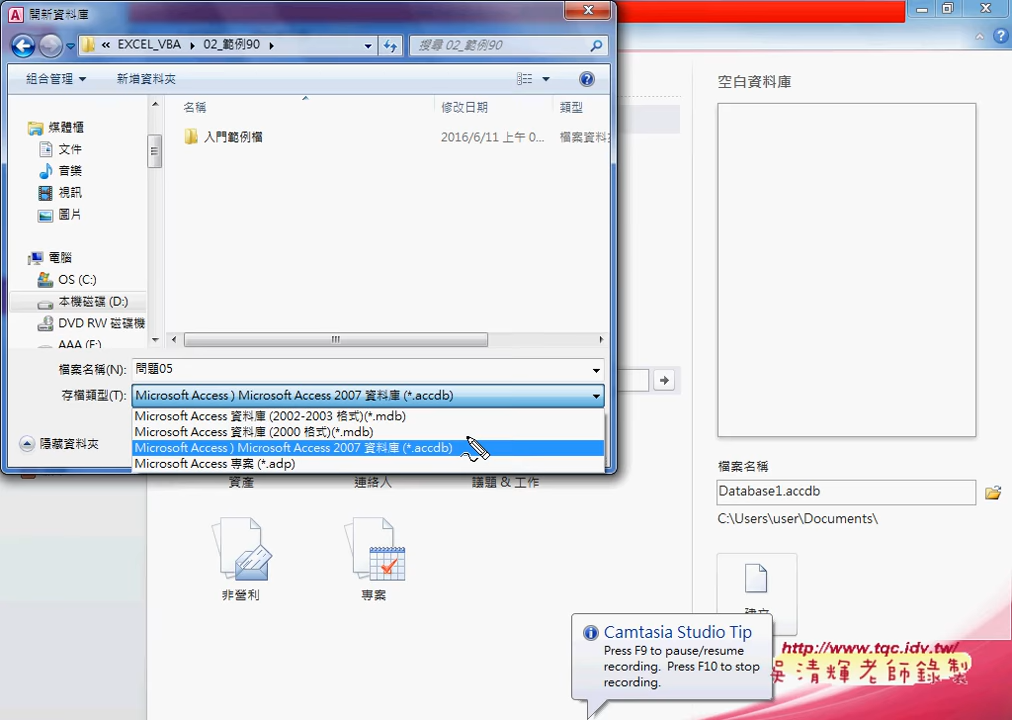 開新資料庫
« EXCEL_VBA ▸ 02_範例90 ▸
搜尋 02_範例90
組合管理 ▾ 新增資料夾
名稱 修改日期 類型
入門範例檔 2016/6/11 上午 0... 檔案資料夾
媒體櫃
文件
音樂
視訊
圖片
電腦
OS (C:)
本機磁碟 (D:)
DVD RW 磁碟機
AAA (F:)
檔案名稱(N): 問題05
存檔類型(T): Microsoft Access ) Microsoft Access 2007 資料庫 (*.accdb)
Microsoft Access 資料庫 (2002-2003 格式)(*.mdb)
Microsoft Access 資料庫 (2000 格式)(*.mdb)
Microsoft Access ) Microsoft Access 2007 資料庫 (*.accdb)
Microsoft Access 專案 (*.adp)
隱藏資料夾
資產 連絡人 議題 & 工作
非營利 專案
空白資料庫
檔案名稱
Database1.accdb
C:\Users\user\Documents\
建立
Camtasia Studio Tip
Press F9 to pause/resume
recording. Press F10 to stop
recording.
http://www.tqc.idv.tw/
吳清輝老師錄製